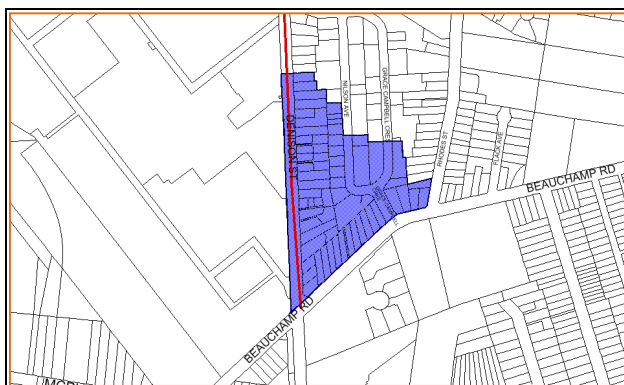 NILSON AVE
GRACE CAMPBELL CRES
DENISON ST
RHODES ST
FLACK AVE
BEAUCHAMP RD
BEAUCHAMP RD